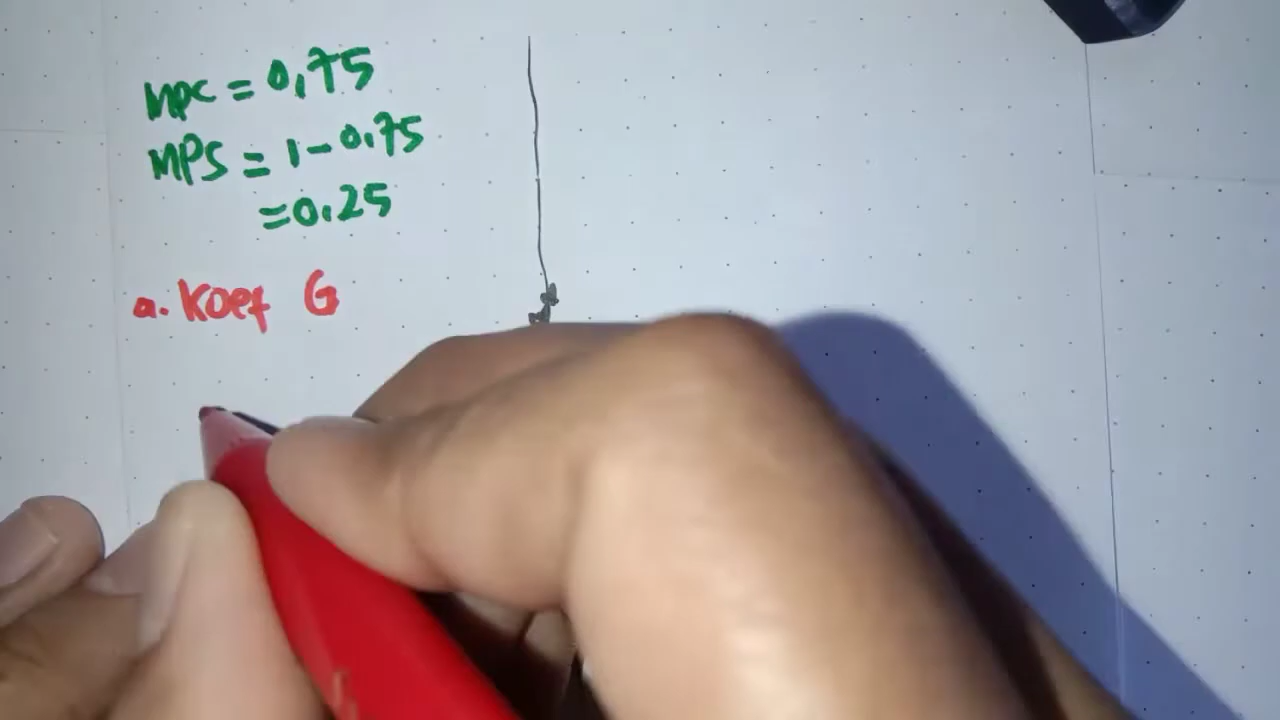 MPC = 0,75
MPS = 1 - 0.75
= 0.25
a. Koef G